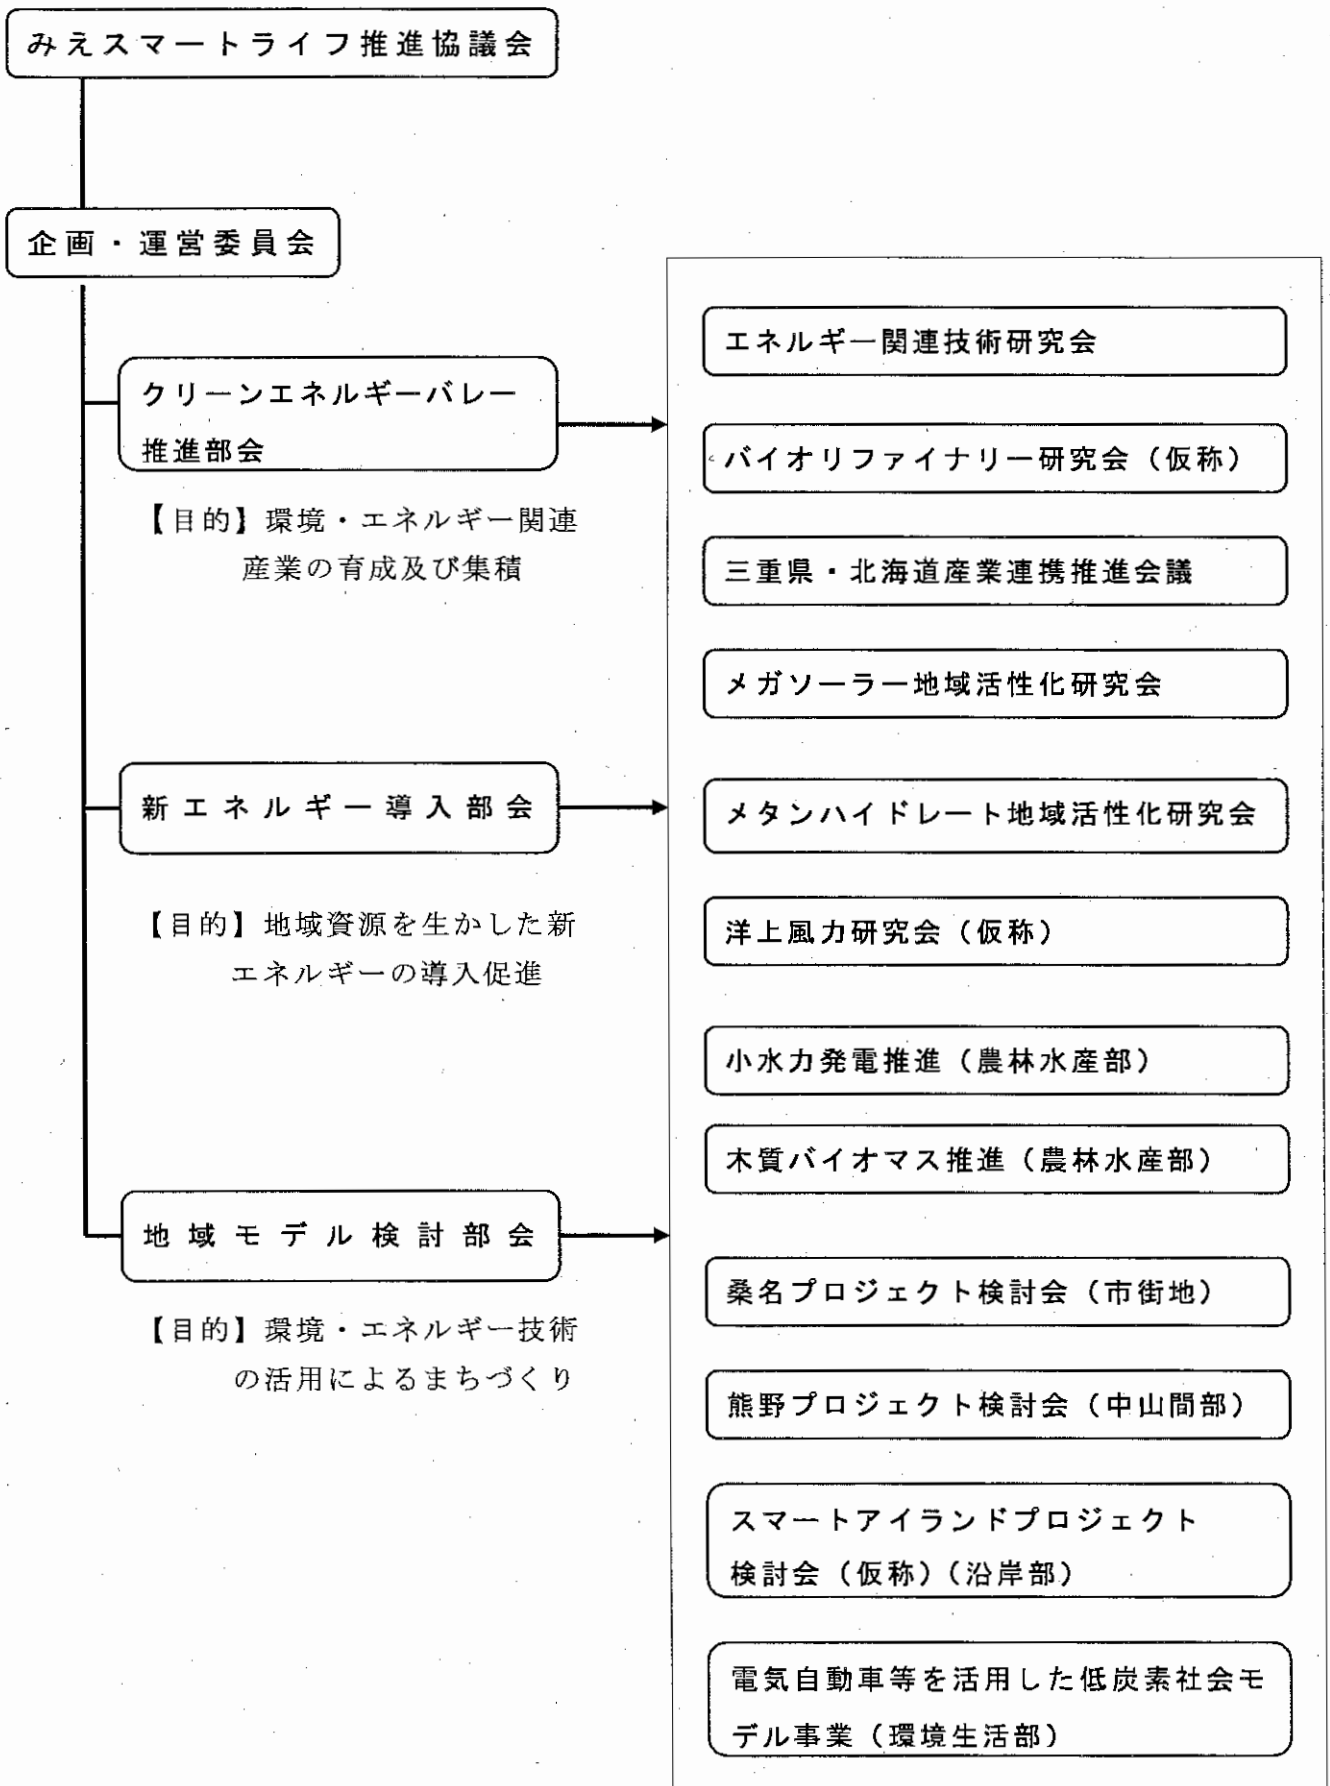 みえスマートライフ推進協議会
企画・運営委員会
クリーンエネルギーバレー
推進部会
【目的】環境・エネルギー関連
産業の育成及び集積
新エネルギー導入部会
【目的】地域資源を生かした新
エネルギーの導入促進
地域モデル検討部会
【目的】環境・エネルギー技術
の活用によるまちづくり
エネルギー関連技術研究会
バイオリファイナリー研究会（仮称）
三重県・北海道産業連携推進会議
メガソーラー地域活性化研究会
メタンハイドレート地域活性化研究会
洋上風力研究会（仮称）
小水力発電推進（農林水産部）
木質バイオマス推進（農林水産部）
桑名プロジェクト検討会（市街地）
熊野プロジェクト検討会（中山間部）
スマートアイランドプロジェクト
検討会（仮称）（沿岸部）
電気自動車等を活用した低炭素社会モ
デル事業（環境生活部）